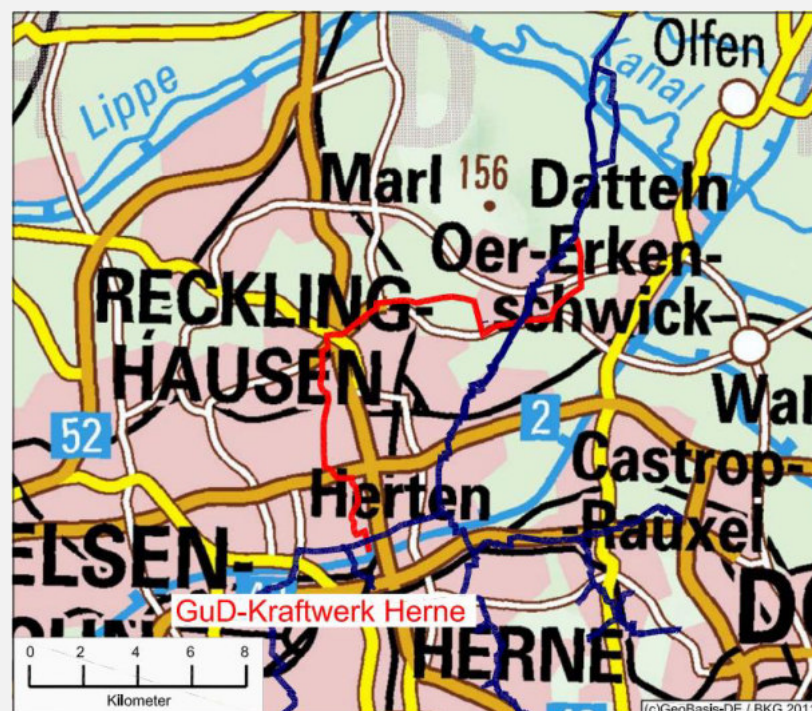 Olfen
Lippe
Kanal
D
Marl 156 Datteln
Oer-Erken-
schwick
RECKLING-
HAUSEN
52
2
Wal
Castrop-
Rauxel
Herten
ELSEN-
GuD-Kraftwerk Herne
HERNE
D
0 2 4 6 8
Kilometer
(c)GeoBasis-DE / BKG 201